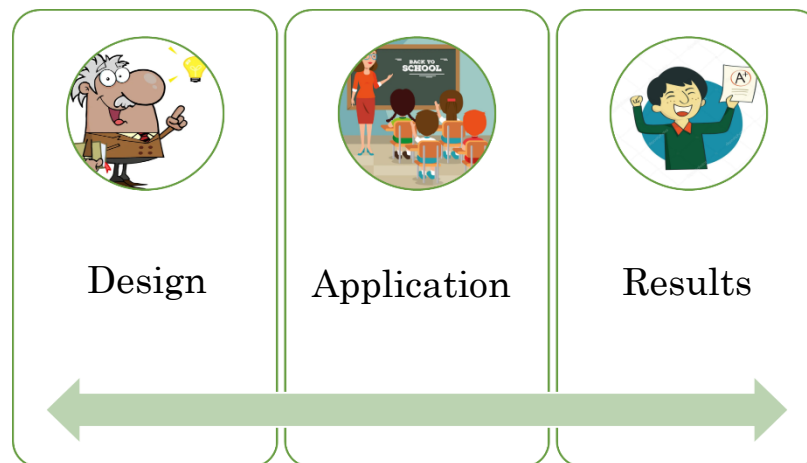 BACK TO
SCHOOL
A+
Design
Application
Results